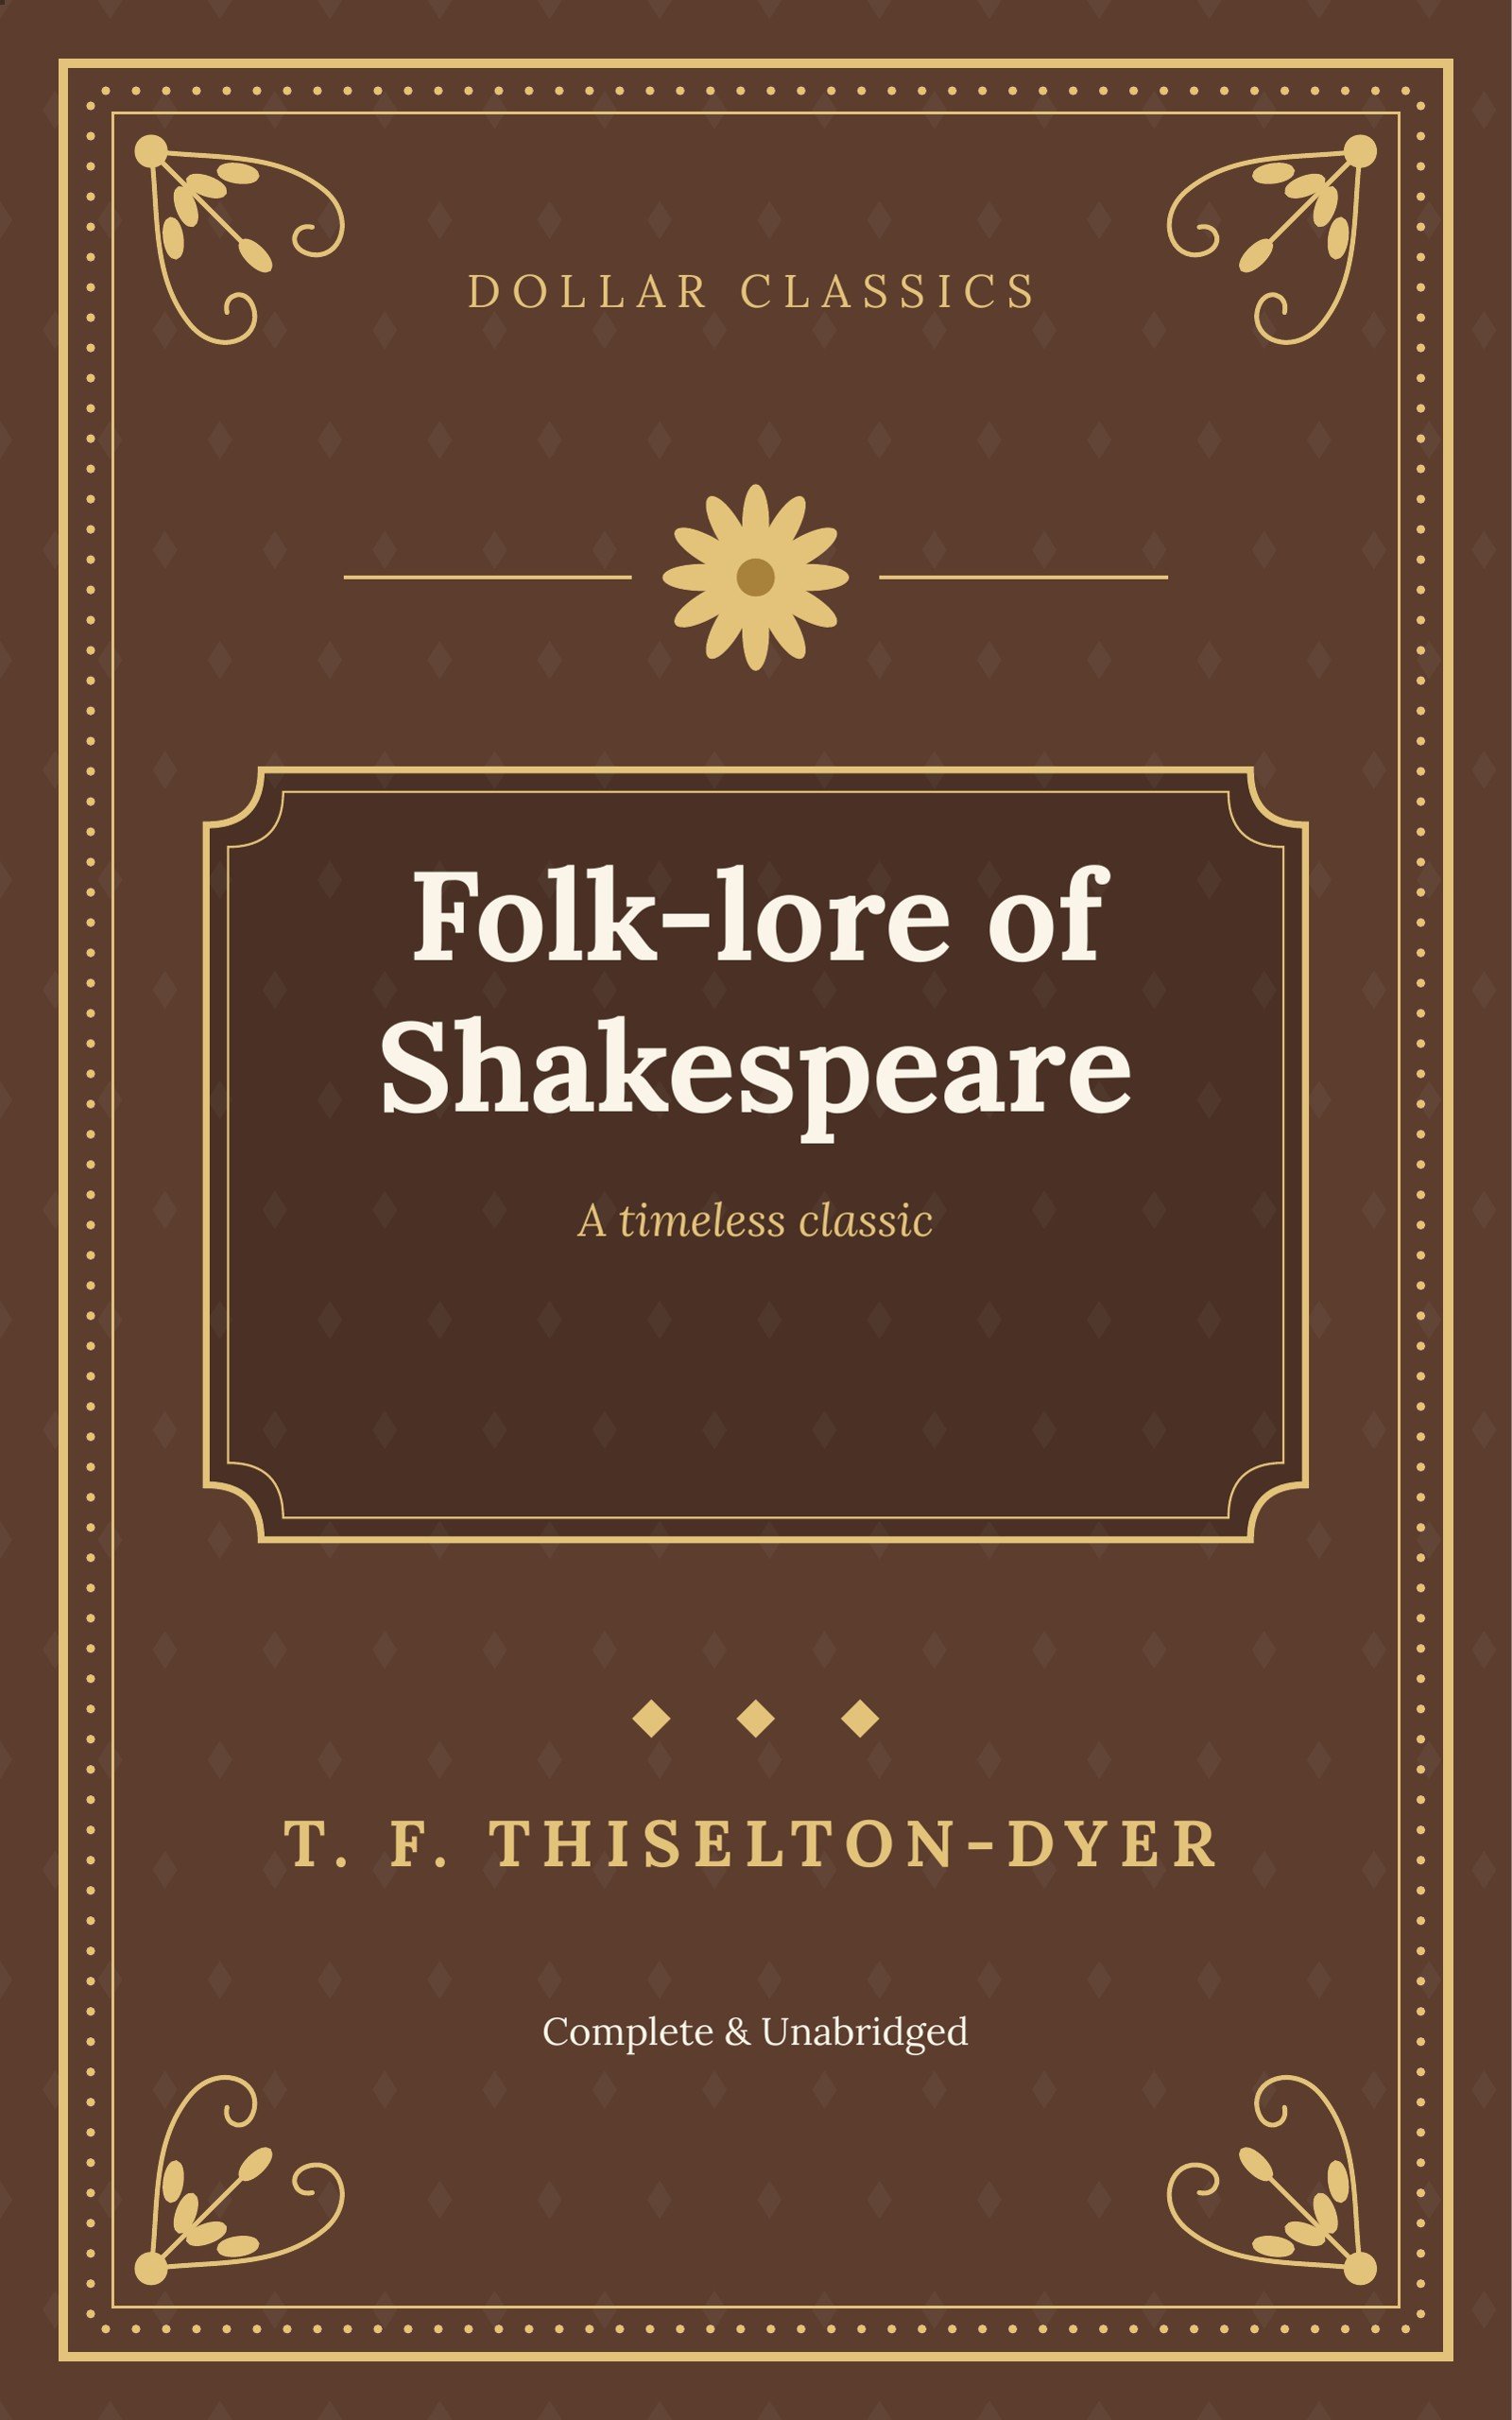 DOLLAR CLASSICS
Folk-lore of
Shakespeare
A timeless classic
T. F. THISELTON-DYER
Complete & Unabridged